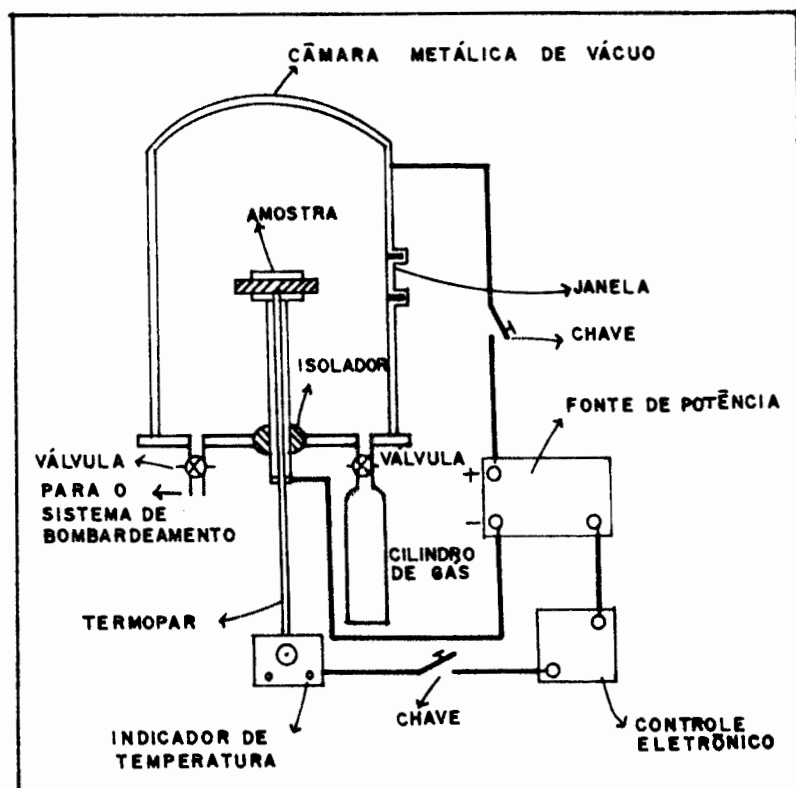 CÂMARA METÁLICA DE VÁCUO
AMOSTRA
JANELA
CHAVE
ISOLADOR
FONTE DE POTÊNCIA
VÁLVULA
VÁLVULA
+
PARA O
SISTEMA DE
BOMBARDEAMENTO
-
CILINDRO
DE GÁS
TERMOPAR
CHAVE
INDICADOR DE
TEMPERATURA
CONTROLE
ELETRÔNICO